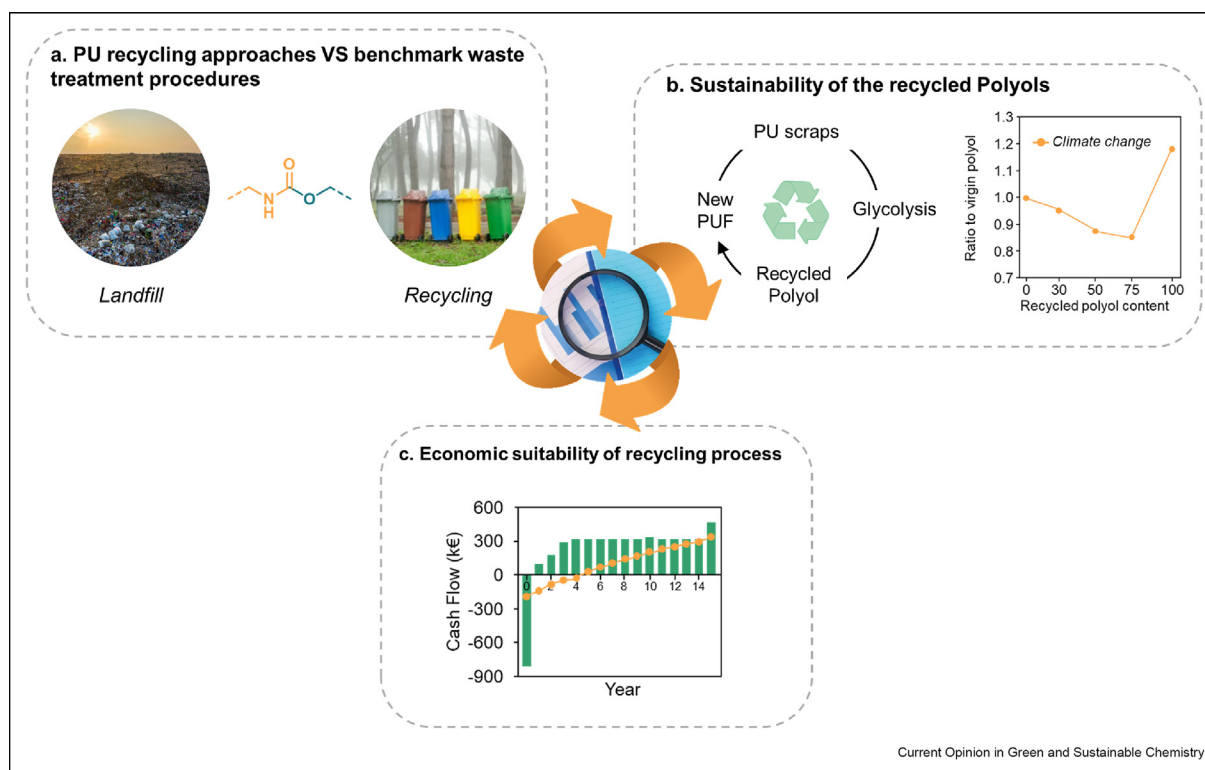 a. PU recycling approaches VS benchmark waste
treatment procedures
O
N
H
O
Landfill
Recycling
b. Sustainability of the recycled Polyols
PU scraps
New
PUF
Glycolysis
Recycled
Polyol
Climate change
Ratio to virgin polyol
1.3
1.2
1.1
1.0
0.9
0.8
0.7
0 30 50 75 100
Recycled polyol content
c. Economic suitability of recycling process
Cash Flow (k€)
600
300
0
-300
-600
-900
0 2 4 6 8 10 12 14
Year
Current Opinion in Green and Sustainable Chemistry